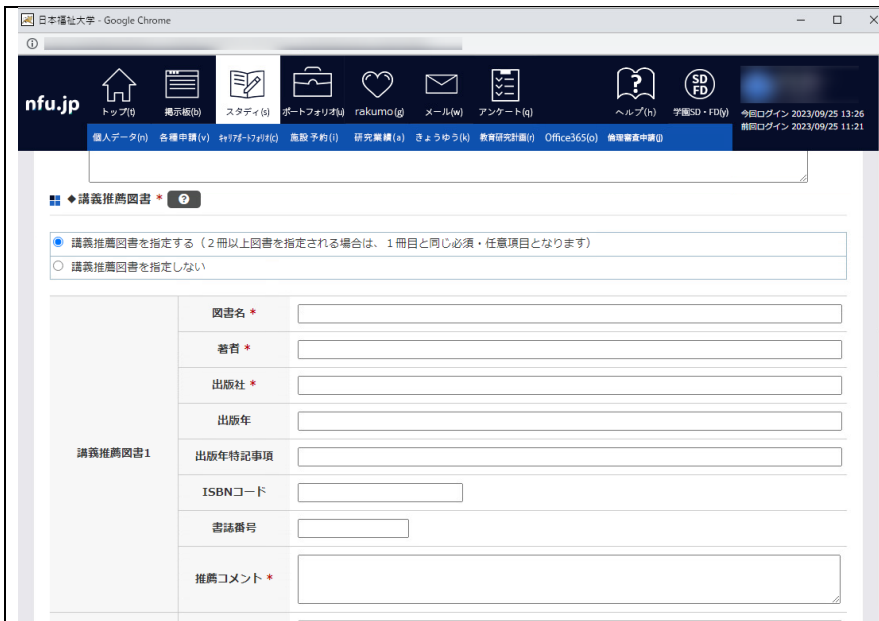 日本福祉大学 - Google Chrome
nfu.jp
トップ(t) 掲示板(b) スタディ(s) ポートフォリオ(u) rakumo(g) メール(w) アンケート(q) ヘルプ(h) 学園SD・FD(y)
SD
FD
今回ログイン 2023/09/25 13:26
前回ログイン 2023/09/25 11:21
個人データ(n) 各種申請(v) キャリアポートフォリオ(c) 施設予約(i) 研究業績(a) きょうゆう(k) 教育研究計画(r) Office365(o) 倫理審査申請(j)
◆講義推薦図書 * ?
講義推薦図書を指定する(2冊以上図書を指定される場合は、1冊目と同じ必須・任意項目となります)
講義推薦図書を指定しない
講義推薦図書1
図書名 *
著者 *
出版社 *
出版年
出版年特記事項
ISBNコード
書誌番号
推薦コメント *